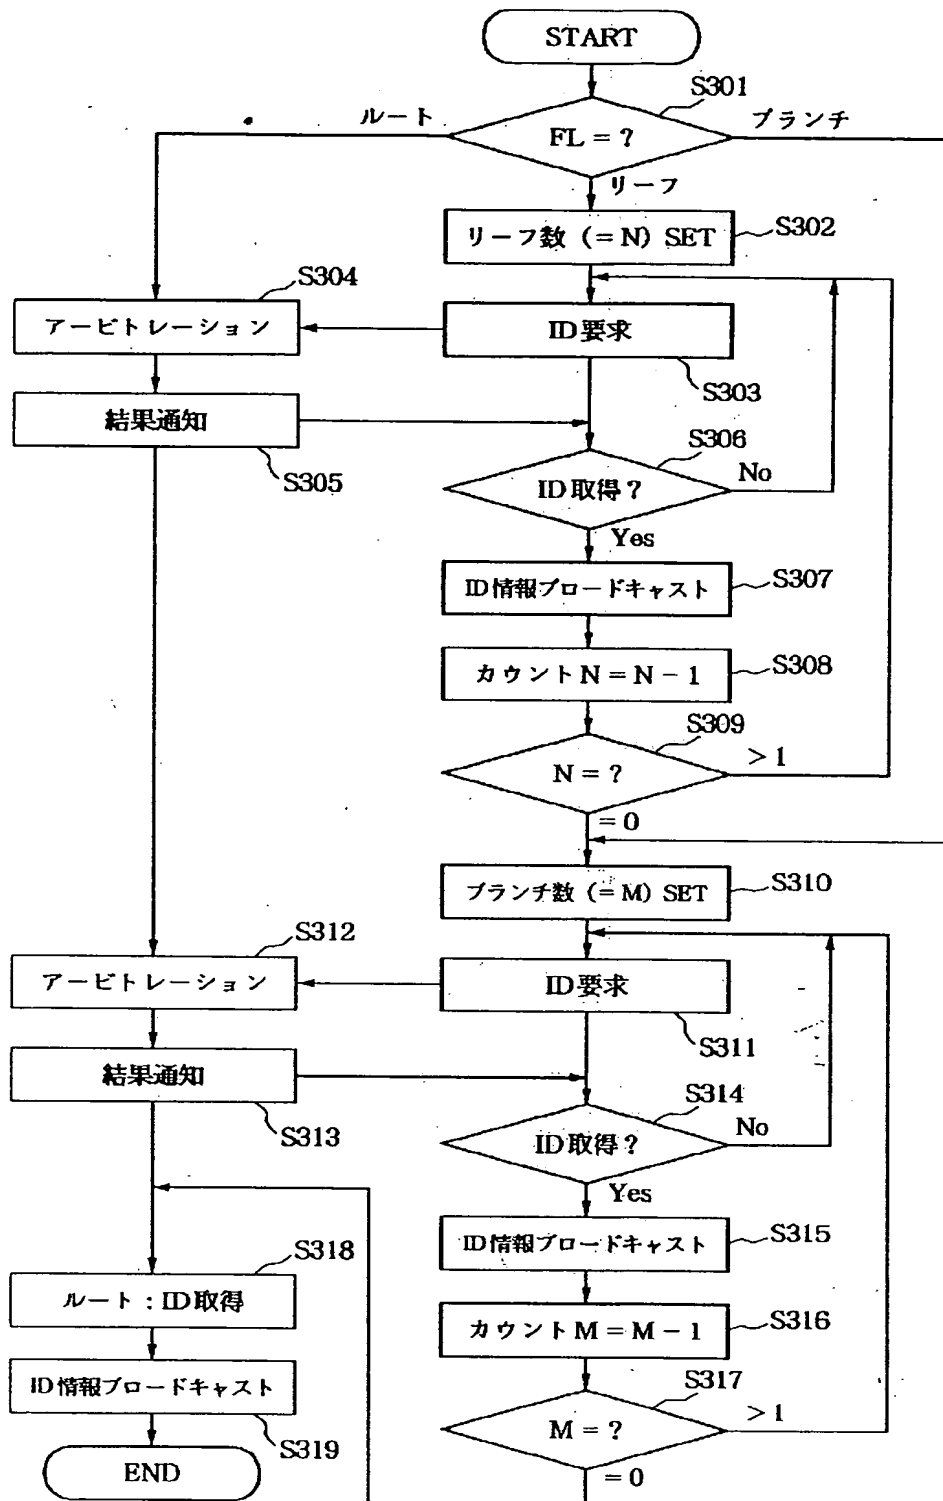 START
S301
ルート
FL = ?
ブランチ
リーフ
リーフ数 (= N) SET
S302
S304
アービトレーション
ID要求
S303
結果通知
S305
S306
ID取得?
No
Yes
ID情報ブロードキャスト
S307
カウント N = N - 1
S308
S309
N = ?
> 1
= 0
ブランチ数 (= M) SET
S310
S312
アービトレーション
ID要求
S311
結果通知
S313
S314
ID取得?
No
Yes
ID情報ブロードキャスト
S315
S318
ルート : ID取得
カウント M = M - 1
S316
ID情報ブロードキャスト
S319
S317
M = ?
> 1
= 0
END